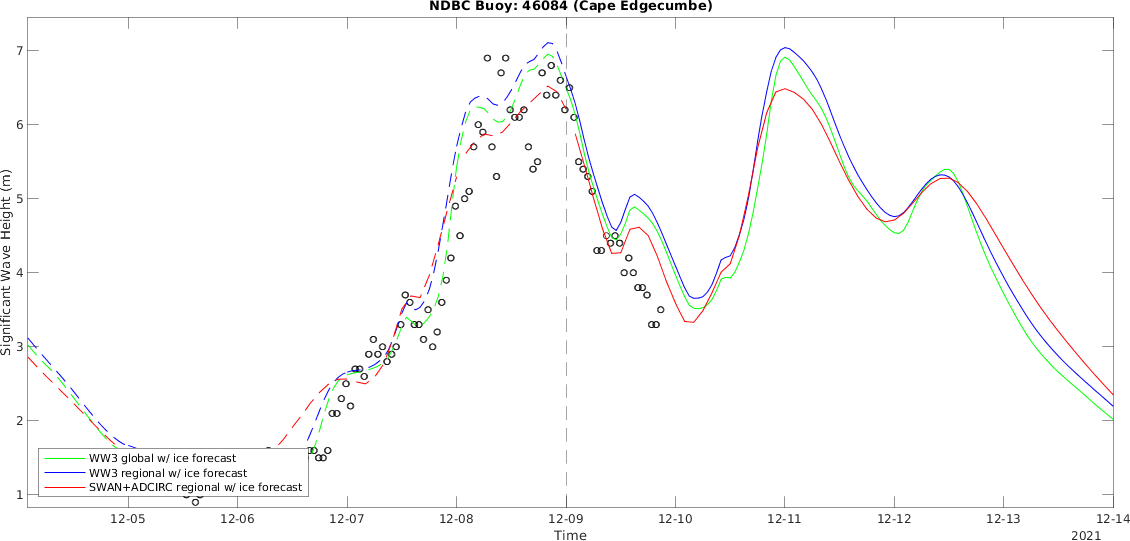 NDBC Buoy: 46084 (Cape Edgecumbe)
7
6
5
4
3
2
1
Significant Wave Height (m)
WW3 global w/ ice forecast
WW3 regional w/ ice forecast
SWAN+ADCIRC regional w/ ice forecast
12-05 12-06 12-07 12-08 12-09 12-10 12-11 12-12 12-13 12-14
Time
2021